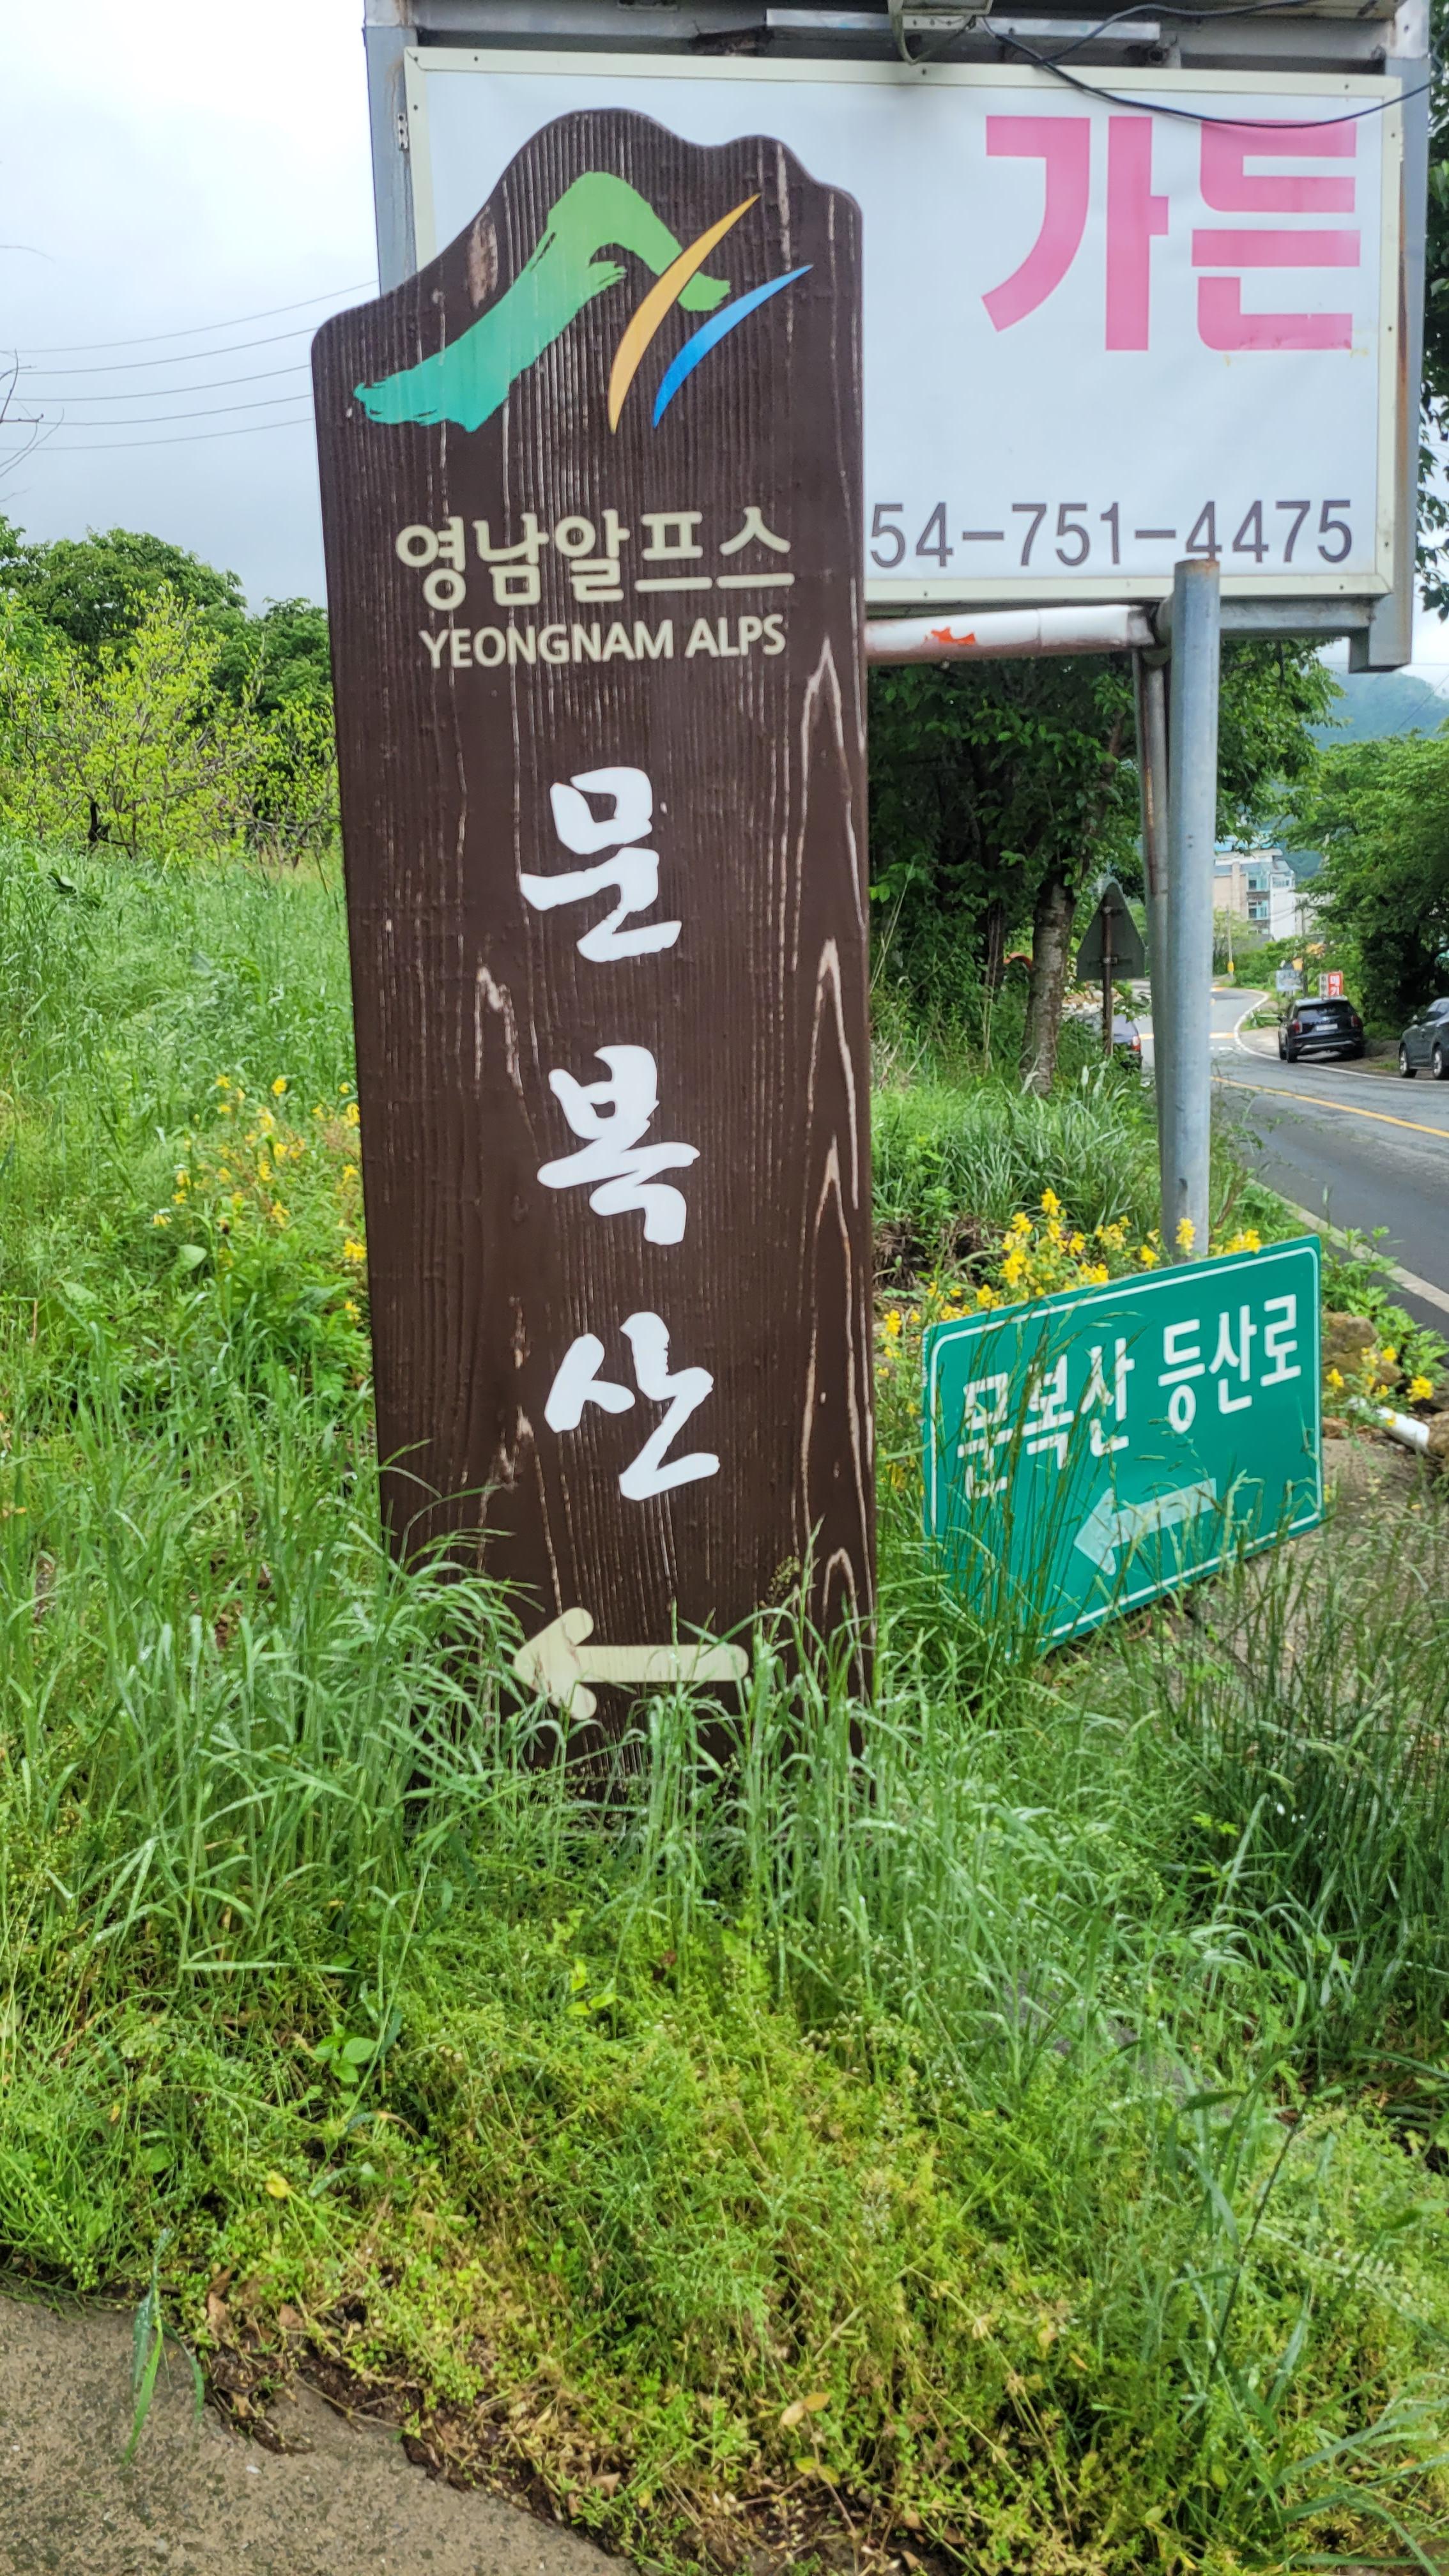 가든
54-751-4475
영남알프스
YEONGNAM ALPS
문
복
산
문복산 등산로